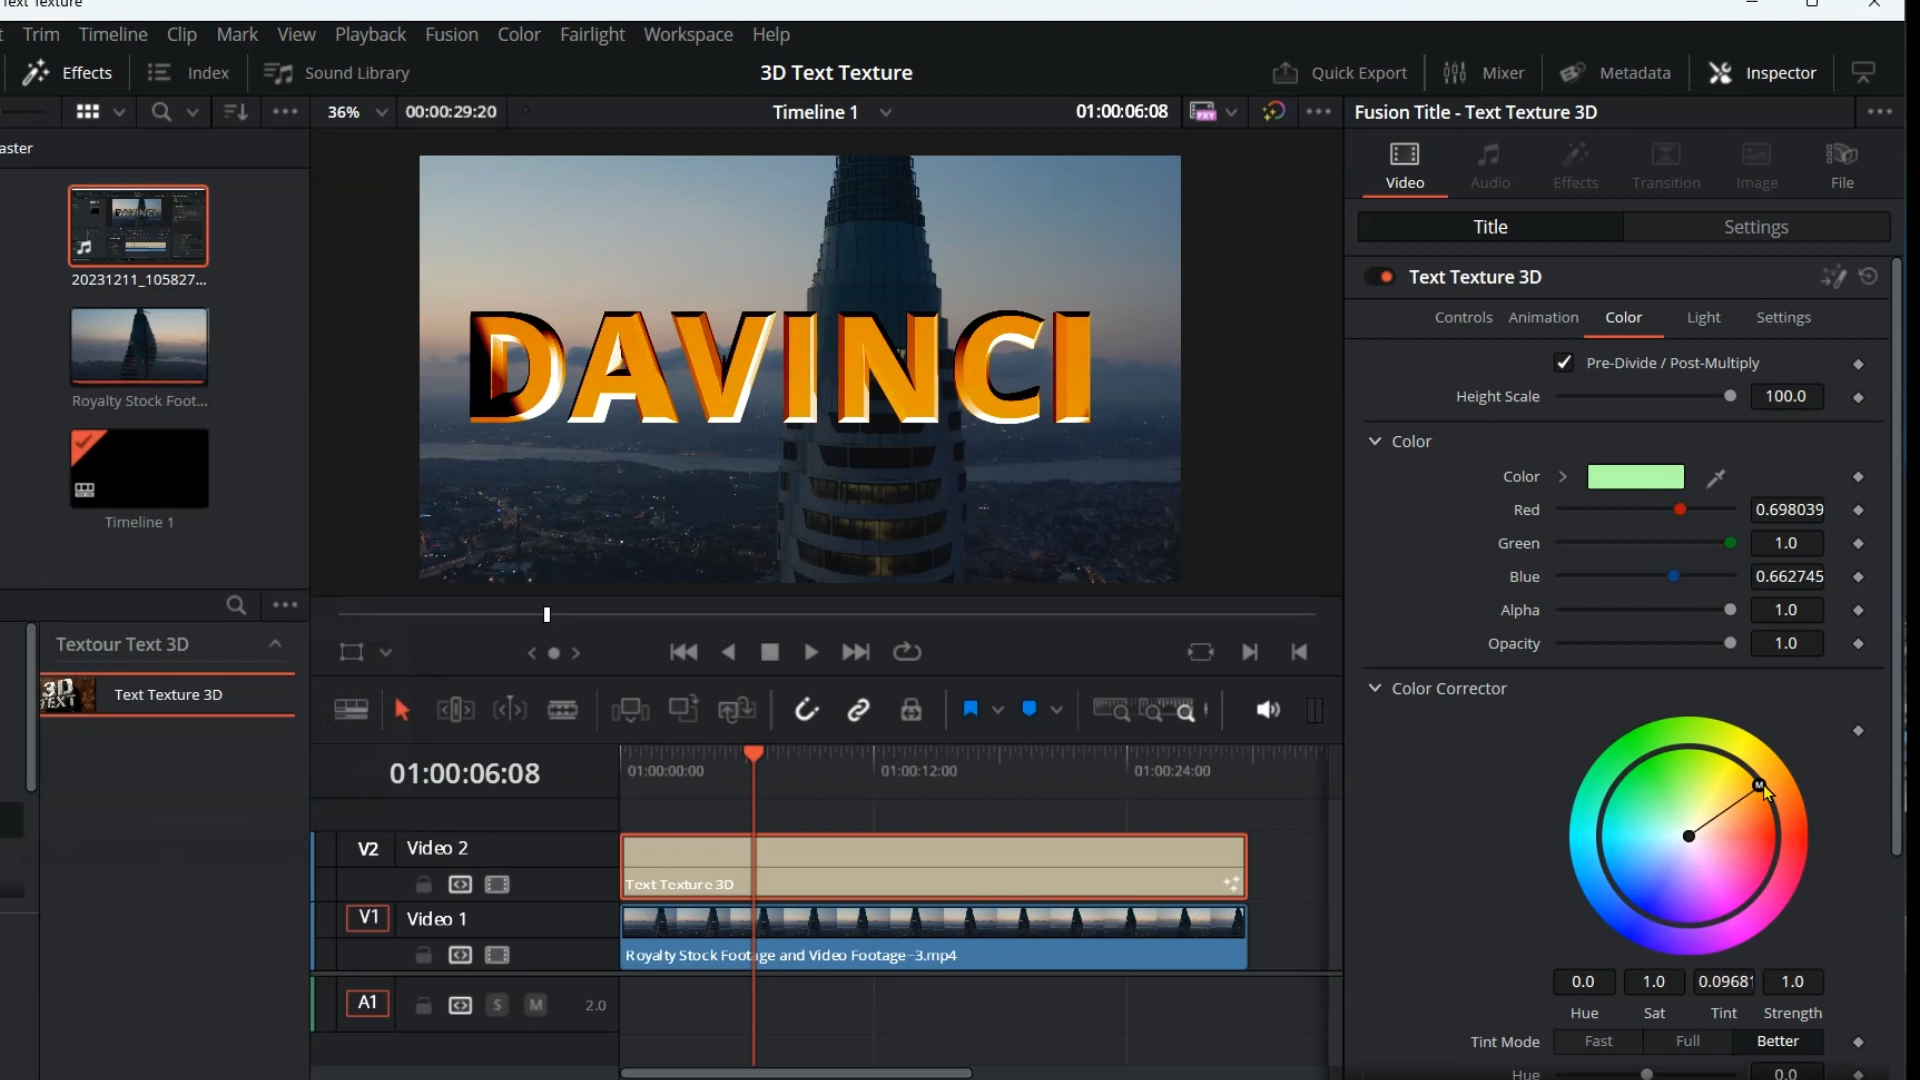 Text Texture
Trim Timeline Clip Mark View Playback Fusion Color Fairlight Workspace Help
Effects Index Sound Library 3D Text Texture Quick Export Mixer Metadata Inspector
36% 00:00:29:20 Timeline 1 01:00:06:08 Fusion Title - Text Texture 3D
aster
Video Audio Effects Transition Image File
Title Settings
20231211_105827...
Text Texture 3D
Controls Animation Color Light Settings
DAVINCI
Pre-Divide / Post-Multiply
Height Scale 100.0
Royalty Stock Foot...
Color
Color
Red 0.698039
Green 1.0
Timeline 1
Blue 0.662745
Alpha 1.0
Opacity 1.0
Textour Text 3D
3D TEXT Text Texture 3D
Color Corrector
01:00:06:08 01:00:00:00 01:00:12:00 01:00:24:00
M
V2 Video 2
Text Texture 3D
V1 Video 1
Royalty Stock Footage and Video Footage-3.mp4
A1 S M 2.0
0.0 1.0 0.09681 1.0
Hue Sat Tint Strength
Tint Mode Fast Full Better
Hue 0.0